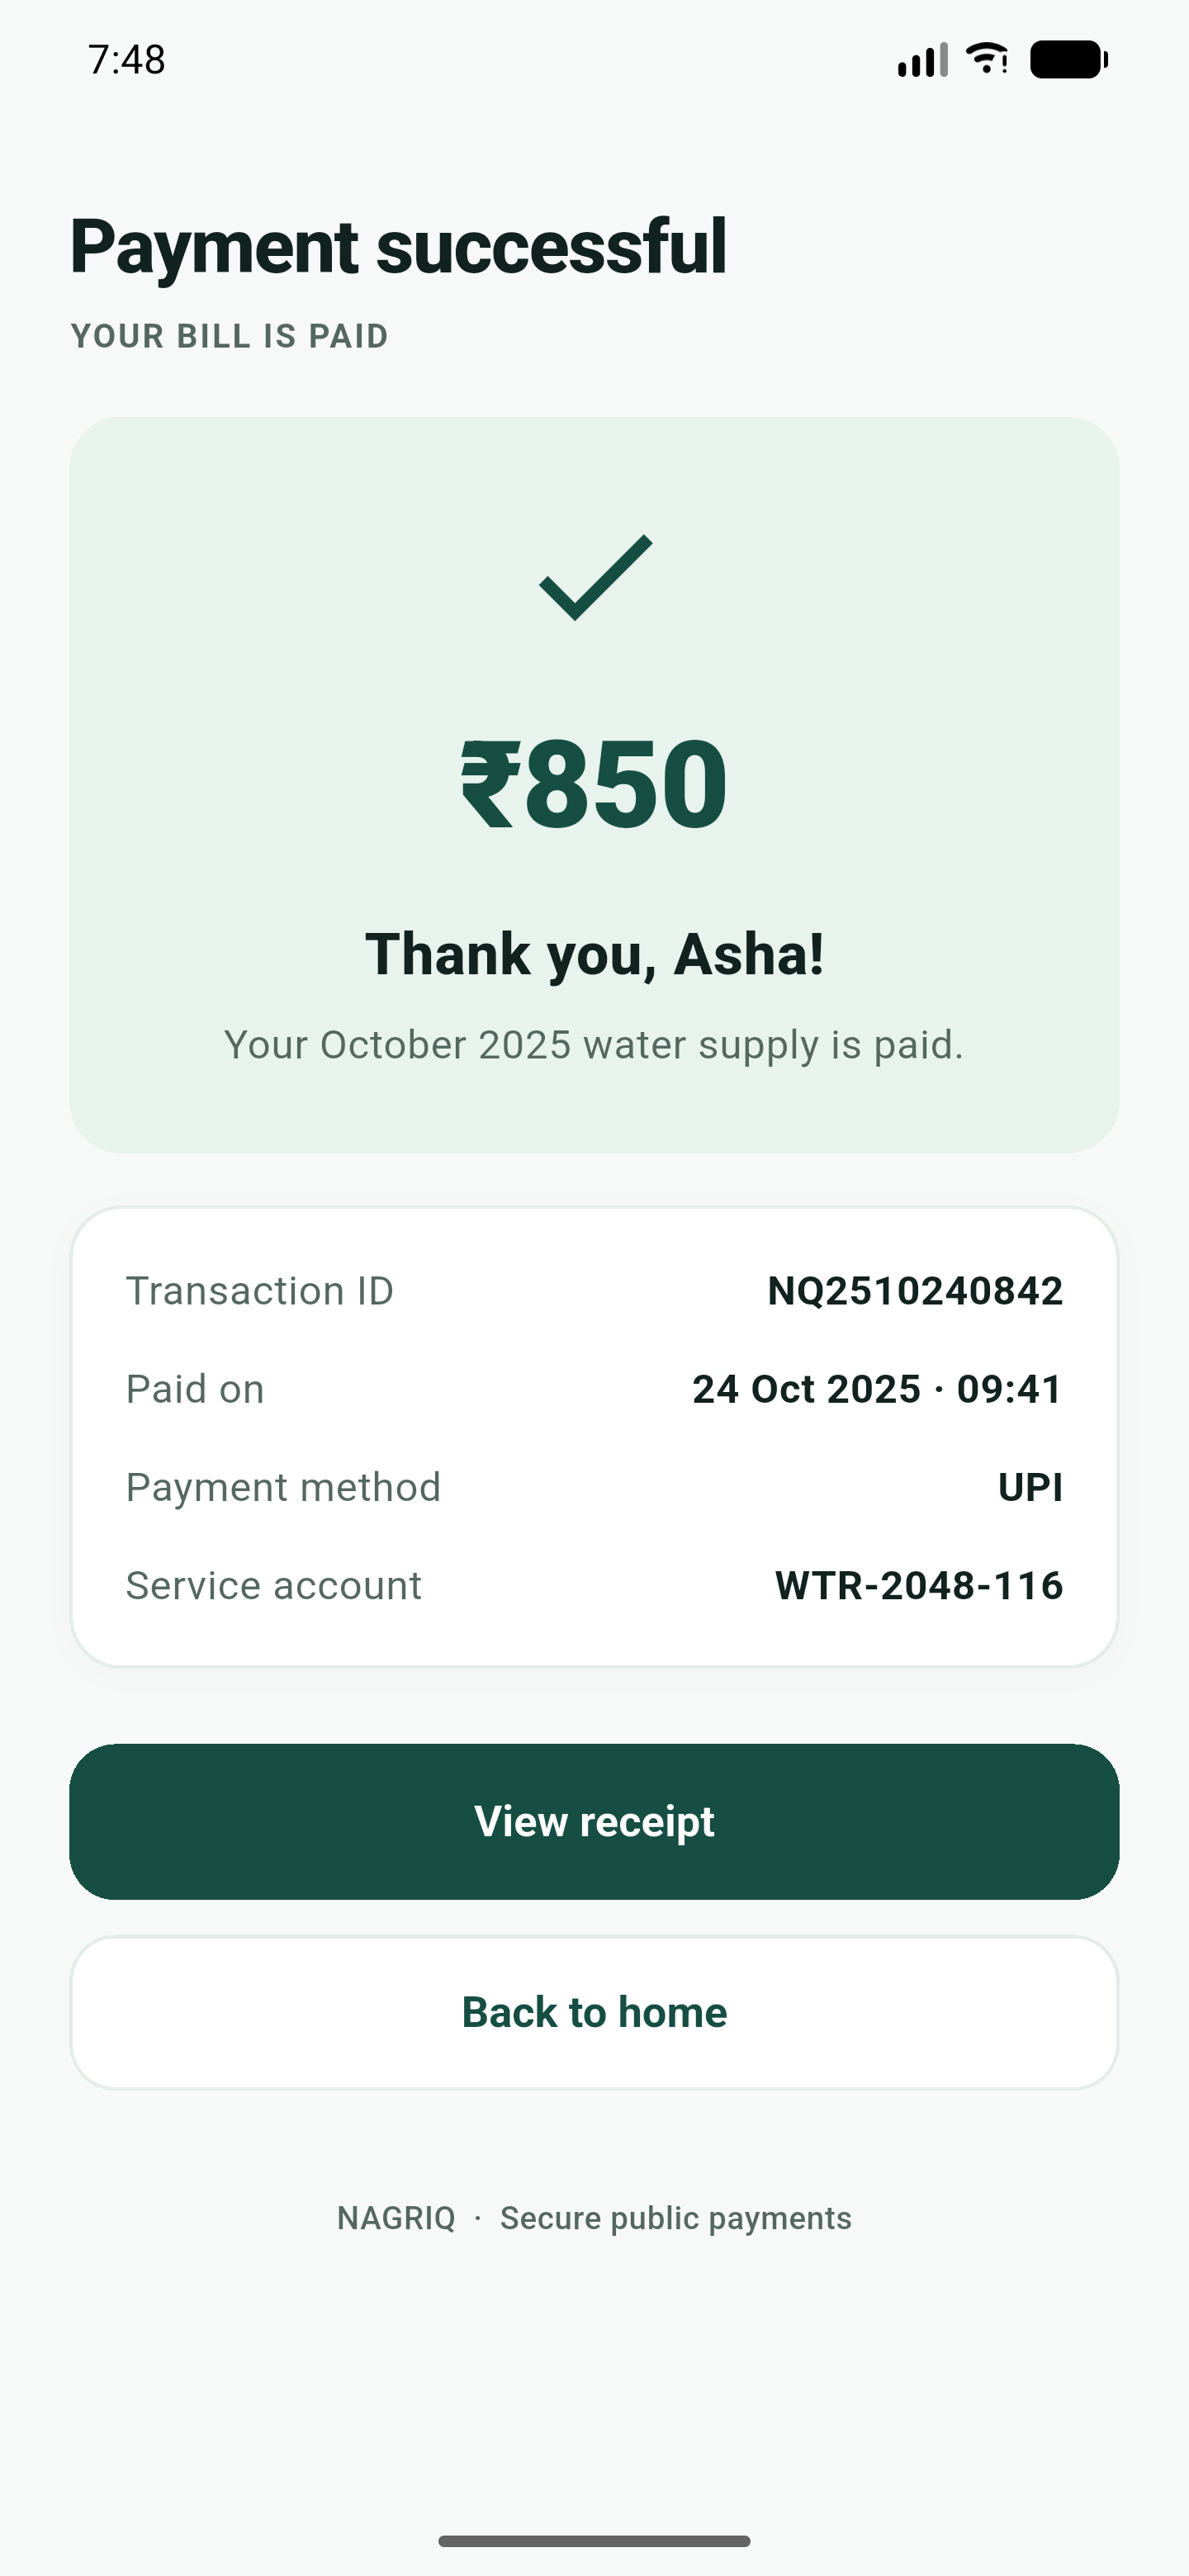 7:48
Payment successful
YOUR BILL IS PAID
₹850
Thank you, Asha!
Your October 2025 water supply is paid.
Transaction ID NQ2510240842
Paid on 24 Oct 2025 · 09:41
Payment method UPI
Service account WTR-2048-116
View receipt
Back to home
NAGRIQ · Secure public payments